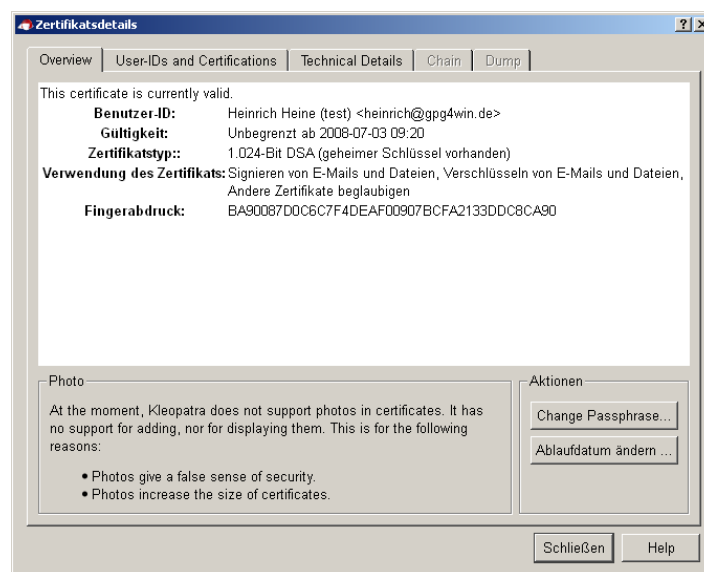 Zertifikatsdetails
Overview
User-IDs and Certifications
Technical Details
Chain
Dump
This certificate is currently valid.
Benutzer-ID: Heinrich Heine (test) <heinrich@gpg4win.de>
Gültigkeit: Unbegrenzt ab 2008-07-03 09:20
Zertifikatstyp:: 1.024-Bit DSA (geheimer Schlüssel vorhanden)
Verwendung des Zertifikats: Signieren von E-Mails und Dateien, Verschlüsseln von E-Mails und Dateien,
Andere Zertifikate beglaubigen
Fingerabdruck: BA90087D0C6C7F4DEAF00907BCFA2133DDC8CA90
Photo
At the moment, Kleopatra does not support photos in certificates. It has
no support for adding, nor for displaying them. This is for the following
reasons:
• Photos give a false sense of security.
• Photos increase the size of certificates.
Aktionen
Change Passphrase...
Ablaufdatum ändern ...
Schließen
Help